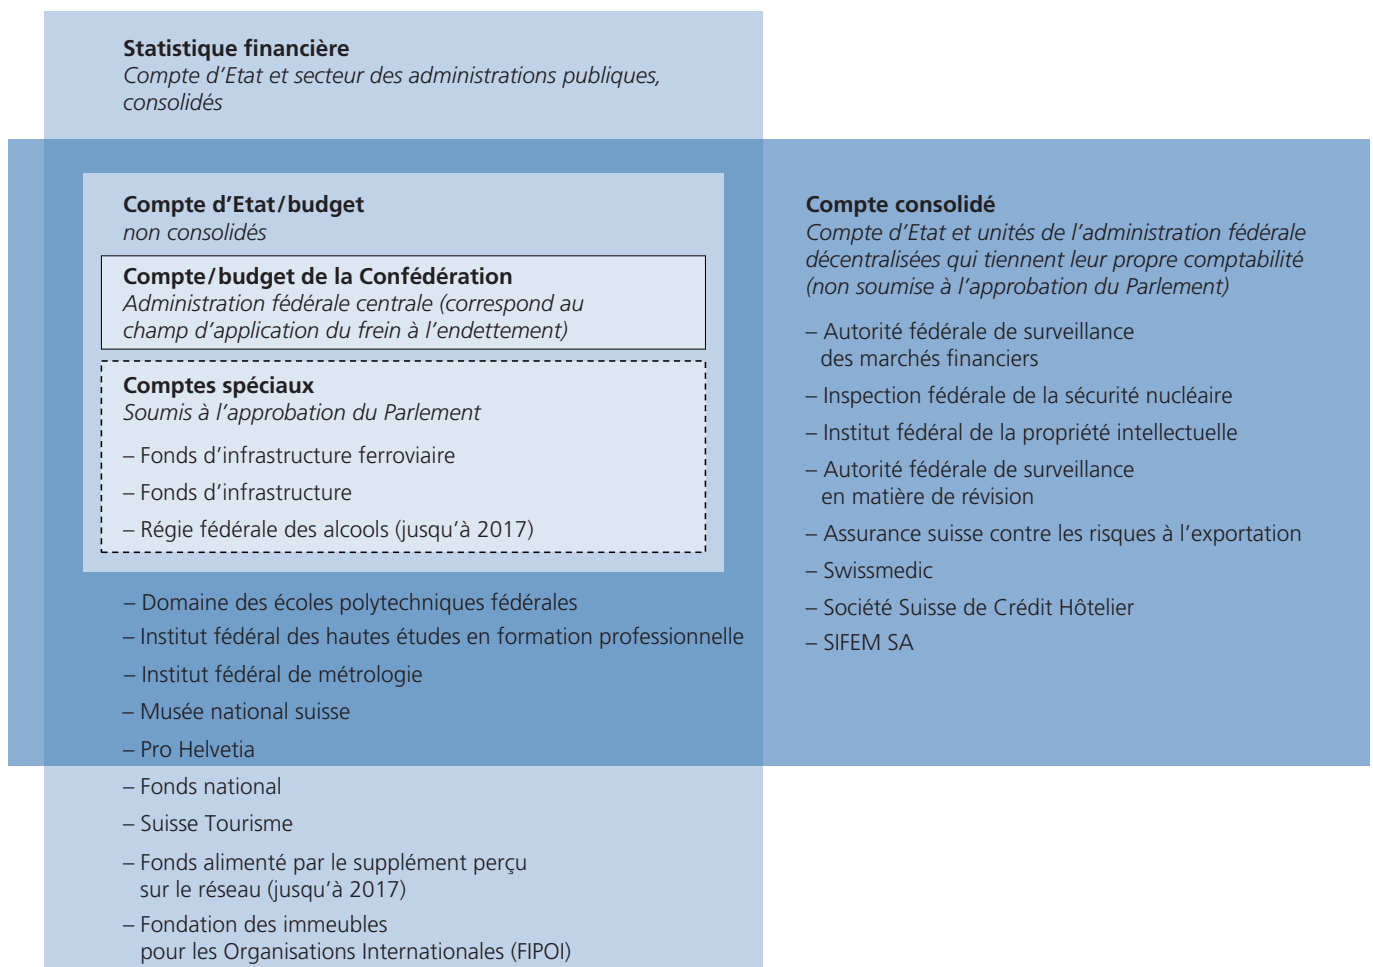 Statistique financière
Compte d’Etat et secteur des administrations publiques,
consolidés
Compte d’Etat/budget
non consolidés
Compte/budget de la Confédération
Administration fédérale centrale (correspond au
champ d’application du frein à l’endettement)
Comptes spéciaux
Soumis à l’approbation du Parlement
– Fonds d’infrastructure ferroviaire
– Fonds d’infrastructure
– Régie fédérale des alcools (jusqu’à 2017)
– Domaine des écoles polytechniques fédérales
– Institut fédéral des hautes études en formation professionnelle
– Institut fédéral de métrologie
– Musée national suisse
– Pro Helvetia
– Fonds national
– Suisse Tourisme
– Fonds alimenté par le supplément perçu
sur le réseau (jusqu’à 2017)
– Fondation des immeubles
pour les Organisations Internationales (FIPOI)
Compte consolidé
Compte d’Etat et unités de l’administration fédérale
décentralisées qui tiennent leur propre comptabilité
(non soumise à l’approbation du Parlement)
– Autorité fédérale de surveillance
des marchés financiers
– Inspection fédérale de la sécurité nucléaire
– Institut fédéral de la propriété intellectuelle
– Autorité fédérale de surveillance
en matière de révision
– Assurance suisse contre les risques à l’exportation
– Swissmedic
– Société Suisse de Crédit Hôtelier
– SIFEM SA